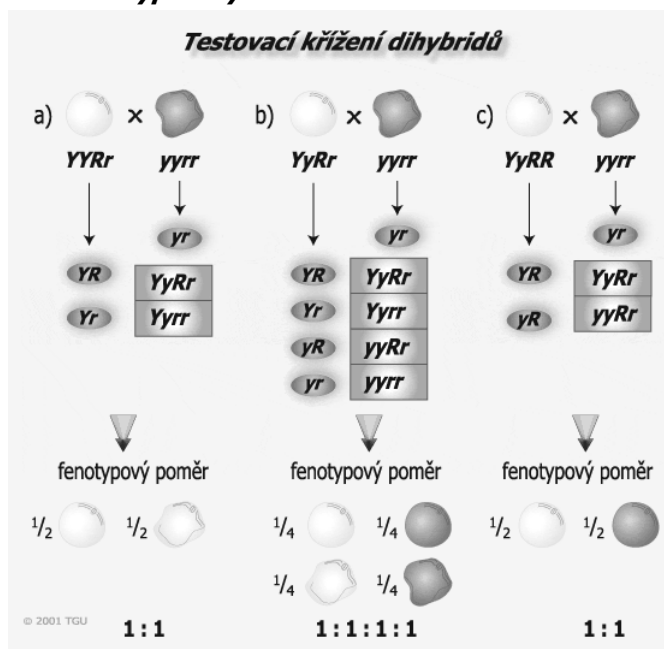 Testovací křížení dihybridů
a) × b) × c) ×
YYRr yyrr YyRr yyrr YyRR yyrr
yr yr yr
YR YyRr YR YyRr YR YyRr
Yr Yyrr Yr Yyrr yR yyRr
yR yyRr
yr yyrr
fenotypový poměr fenotypový poměr fenotypový poměr
1/2 1/2 1/4 1/4 1/2 1/2
1/4 1/4
© 2001 TGU
1 : 1 1 : 1 : 1 : 1 1 : 1